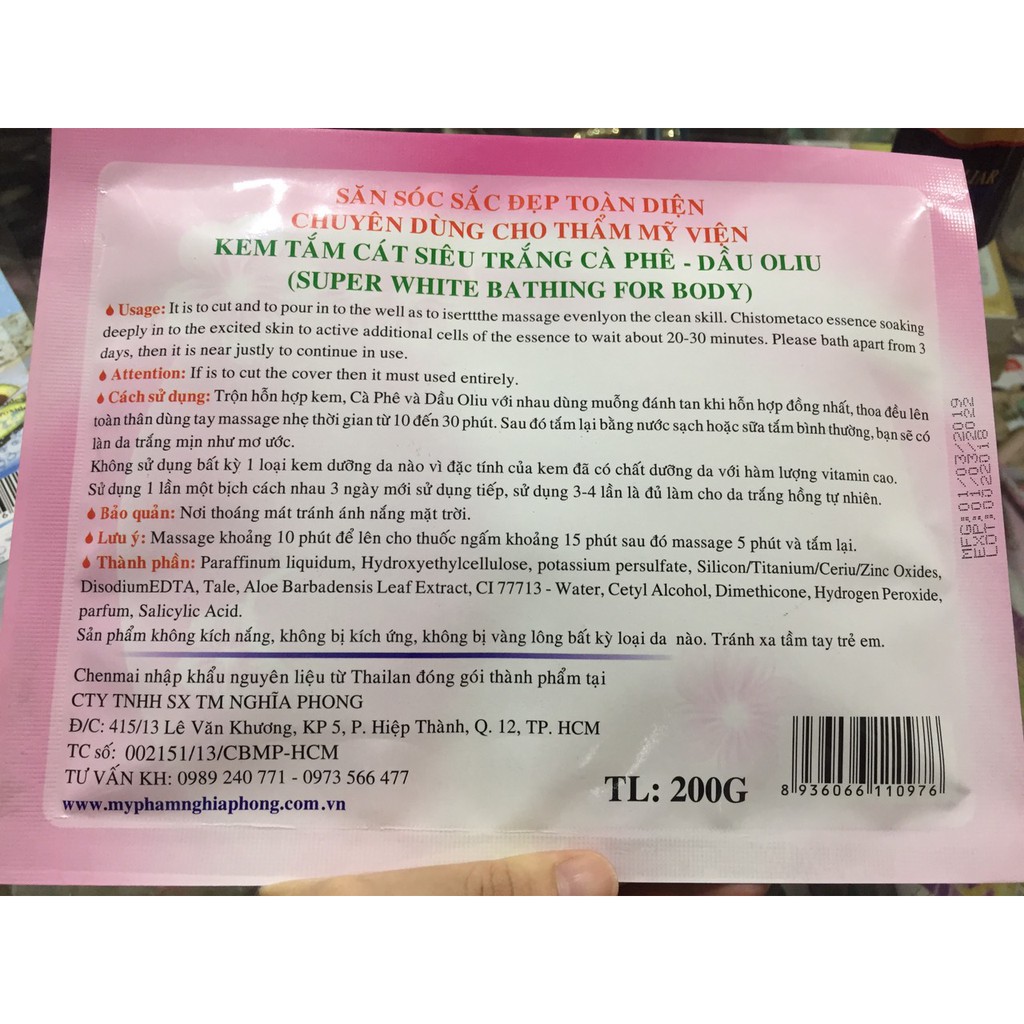 SĂN SÓC SẮC ĐẸP TOÀN DIỆN
CHUYÊN DÙNG CHO THẨM MỸ VIỆN
KEM TẮM CÁT SIÊU TRẮNG CÀ PHÊ - DẦU OLIU
(SUPER WHITE BATHING FOR BODY)
Usage: It is to cut and to pour in to the well as to isertttthe massage evenlyon the clean skill. Chistometaco essence soaking
deeply in to the excited skin to active additional cells of the essence to wait about 20-30 minutes. Please bath apart from 3
days, then it is near justly to continue in use.
Attention: If is to cut the cover then it must used entirely.
Cách sử dụng: Trộn hỗn hợp kem, Cà Phê và Dầu Oliu với nhau dùng muỗng đánh tan khi hỗn hợp đồng nhất, thoa đều lên
toàn thân dùng tay massage nhẹ thời gian từ 10 đến 30 phút. Sau đó tắm lại bằng nước sạch hoặc sữa tắm bình thường, bạn sẽ có
làn da trắng mịn như mơ ước.
Không sử dụng bất kỳ 1 loại kem dưỡng da nào vì đặc tính của kem đã có chất dưỡng da với hàm lượng vitamin cao.
Sử dụng 1 lần một bịch cách nhau 3 ngày mới sử dụng tiếp, sử dụng 3-4 lần là đủ làm cho da trắng hồng tự nhiên.
Bảo quản: Nơi thoáng mát tránh ánh nắng mặt trời.
Lưu ý: Massage khoảng 10 phút để lên cho thuốc ngấm khoảng 15 phút sau đó massage 5 phút và tắm lại.
Thành phần: Paraffinum liquidum, Hydroxyethylcellulose, potassium persulfate, Silicon/Titanium/Ceriu/Zinc Oxides,
DisodiumEDTA, Tale, Aloe Barbadensis Leaf Extract, CI 77713 - Water, Cetyl Alcohol, Dimethicone, Hydrogen Peroxide,
parfum, Salicylic Acid.
Sản phẩm không kích nắng, không bị kích ứng, không bị vàng lông bất kỳ loại da nào. Tránh xa tầm tay trẻ em.
Chenmai nhập khẩu nguyên liệu từ Thailan đóng gói thành phẩm tại
CTY TNHH SX TM NGHĨA PHONG
Đ/C: 415/13 Lê Văn Khương, KP 5, P. Hiệp Thành, Q. 12, TP. HCM
TC số: 002151/13/CBMP-HCM
TƯ VẤN KH: 0989 240 771 - 0973 566 477
www.myphamnghiaphong.com.vn
TL: 200G
8 936066 110976
MFG:01/03/2019
EXP:01/03/2022
LOT:0022018